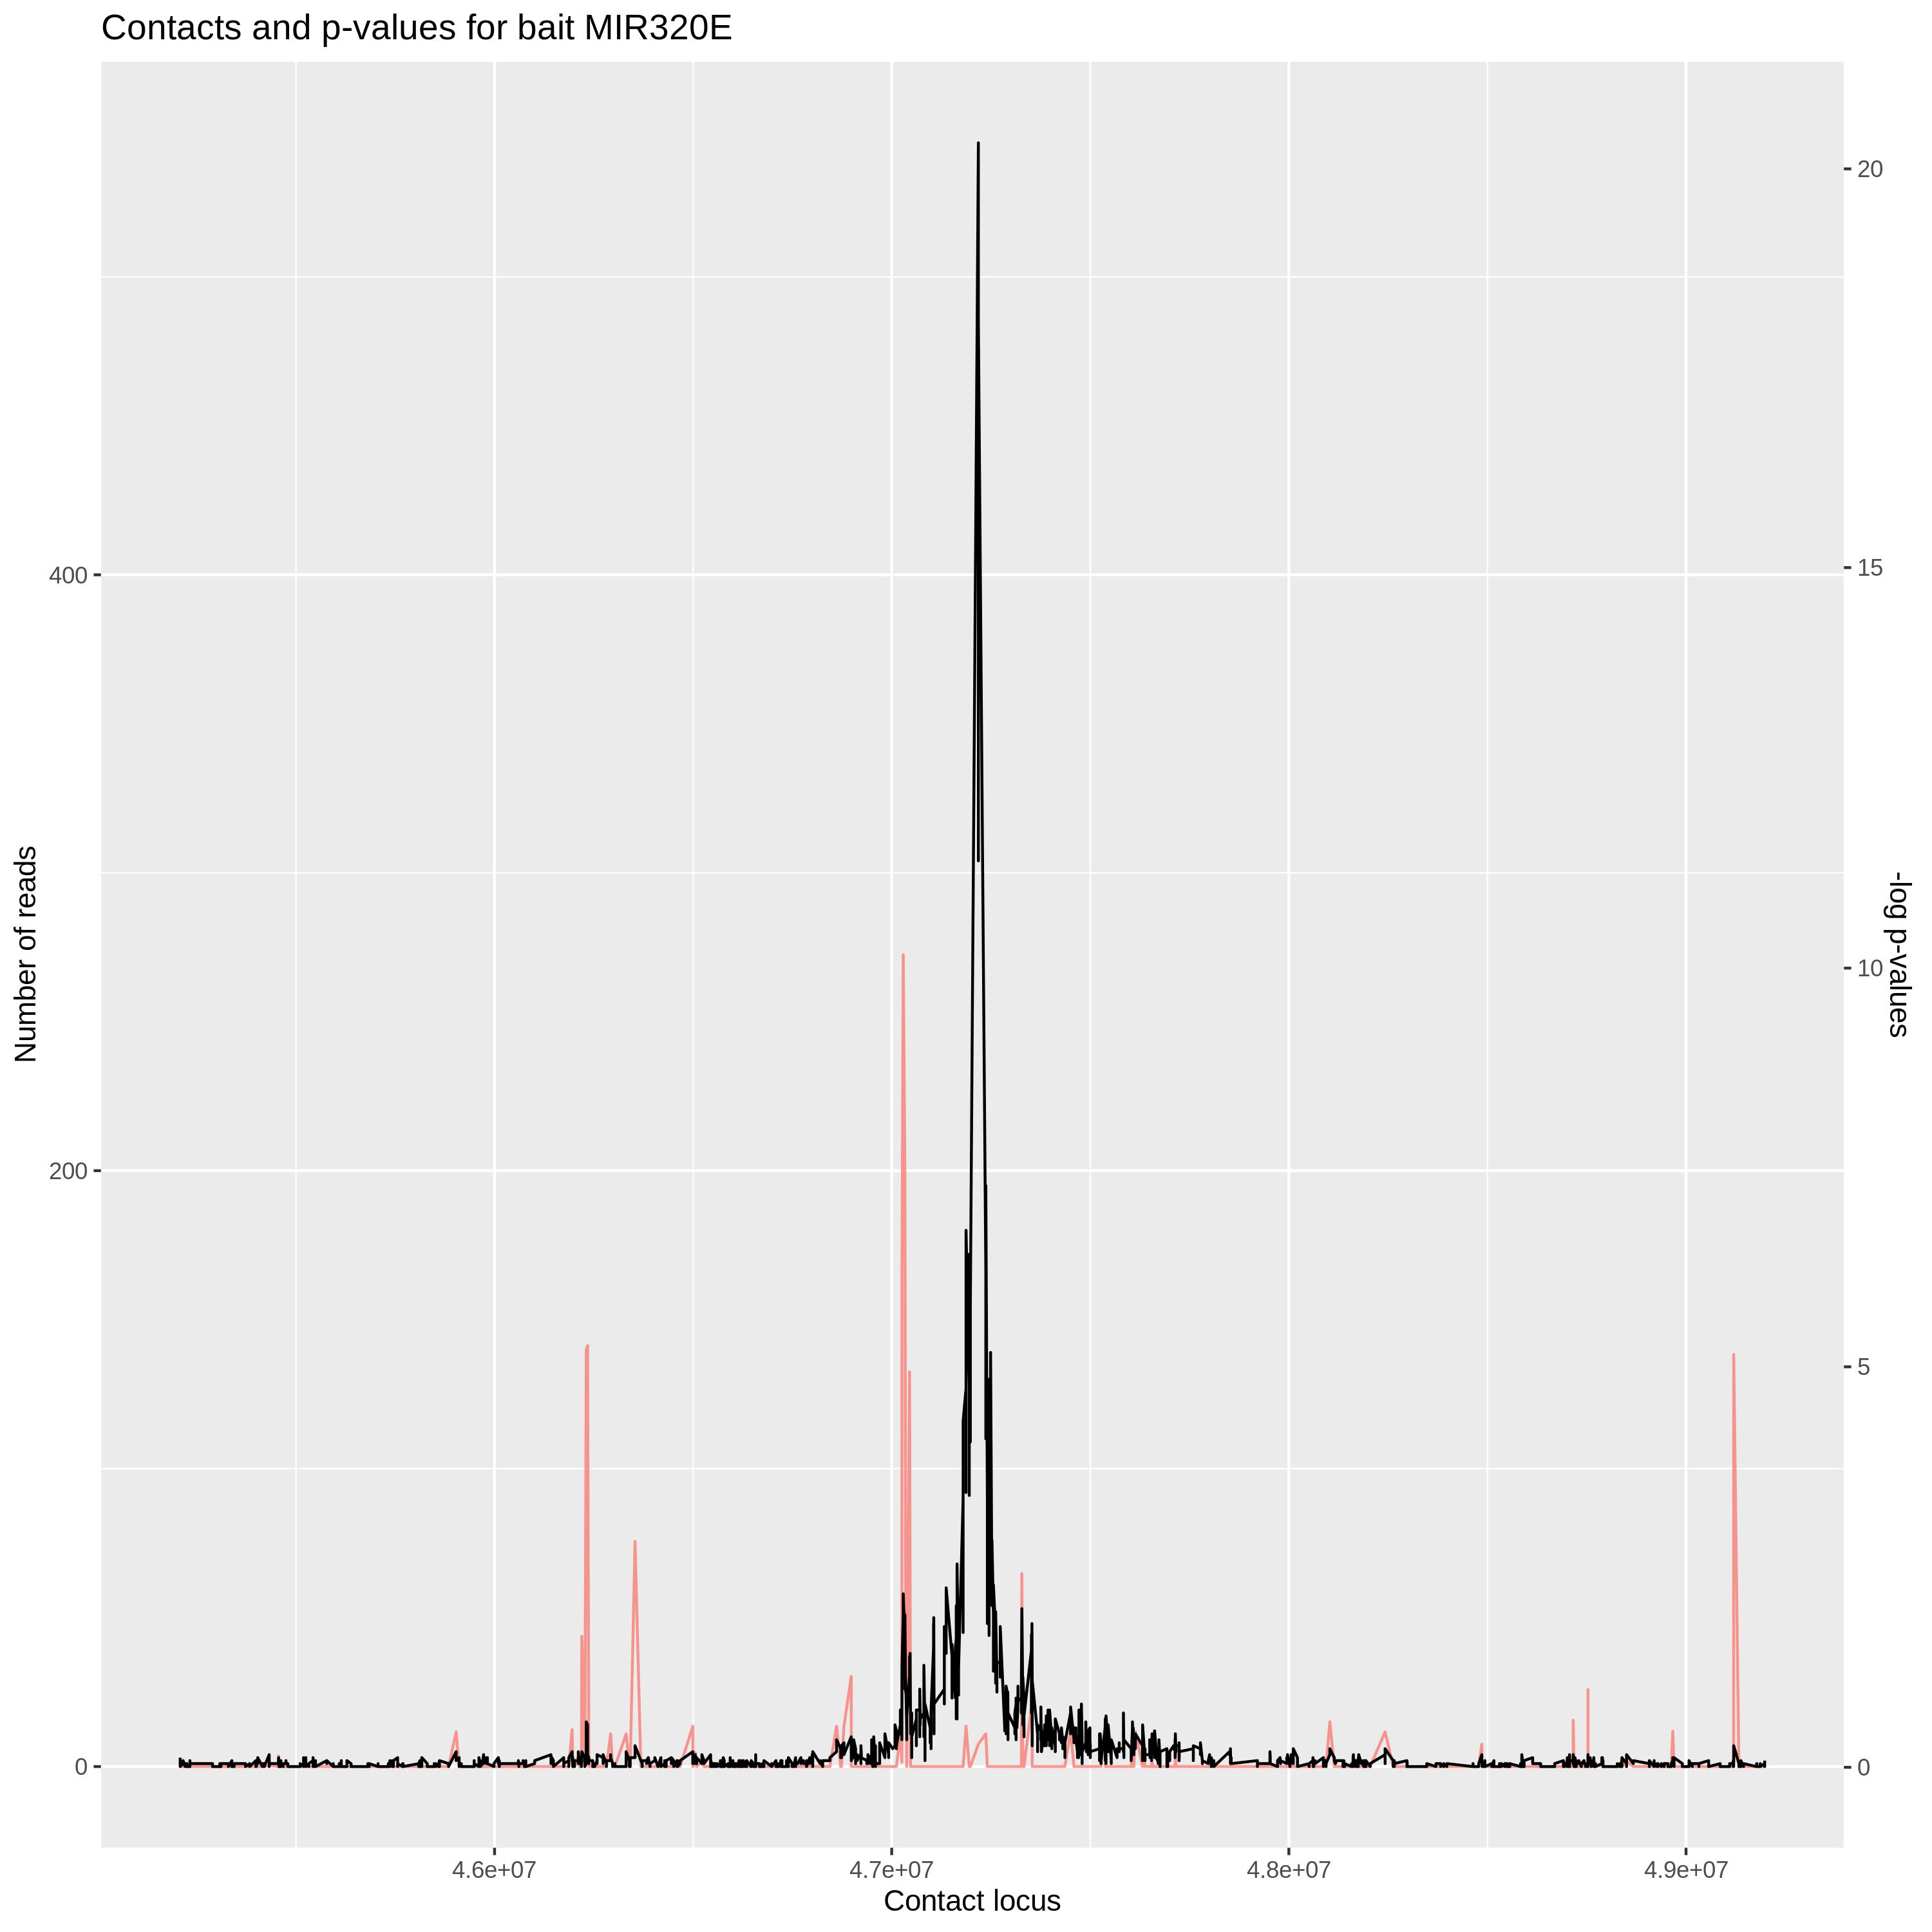 Contacts and p-values for bait MIR320E
Number of reads
400
200
0
20
15
10
5
0
-log p-values
4.6e+07
4.7e+07
4.8e+07
4.9e+07
Contact locus